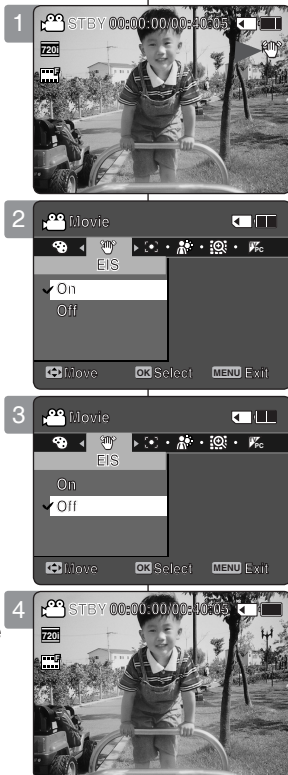 1
STBY 00:00:00/00:40:05
720i
2
Movie
EIS
On
Off
Move OK Select MENU Exit
3
Movie
EIS
On
Off
Move OK Select MENU Exit
4
STBY 00:00:00/00:40:05
720i